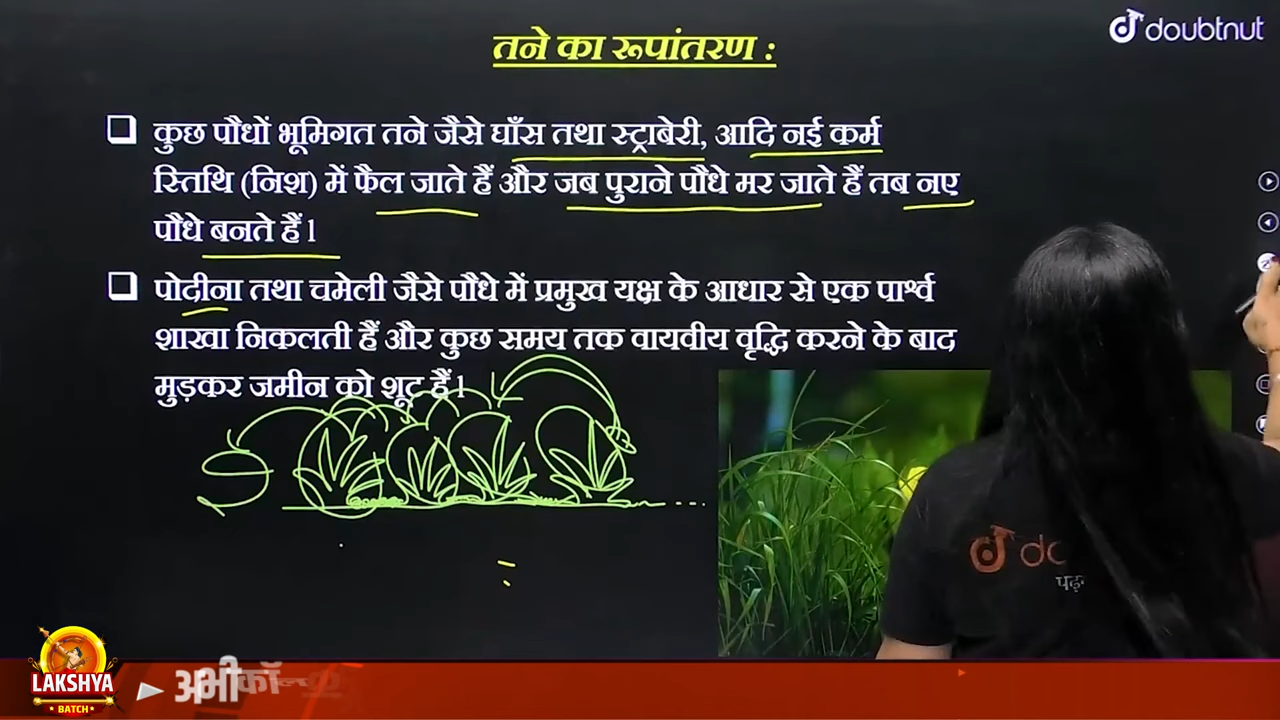 doubtnut
तने का रूपांतरण :
कुछ पौधों भूमिगत तने जैसे घाँस तथा स्ट्राबेरी, आदि नई कर्म
स्तिथि (निश) में फैल जाते हैं और जब पुराने पौधे मर जाते हैं तब नए
पौधे बनते हैं l
पोदीना तथा चमेली जैसे पौधे में प्रमुख यक्ष के आधार से एक पार्श्व
शाखा निकलती हैं और कुछ समय तक वायवीय वृद्धि करने के बाद
मुड़कर जमीन को शूट हैं l
LAKSHYA
BATCH
अभी